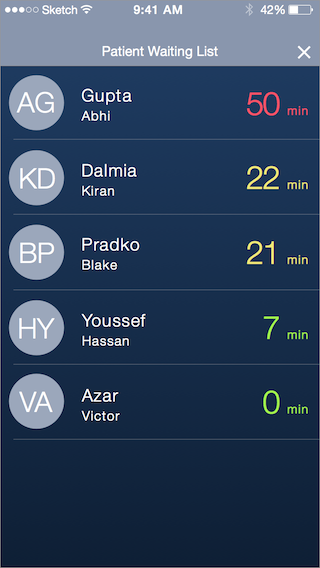 Sketch 9:41 AM 42%
Patient Waiting List
AG Gupta 50 min
Abhi
KD Dalmia 22 min
Kiran
BP Pradko 21 min
Blake
HY Youssef 7 min
Hassan
VA Azar 0 min
Victor